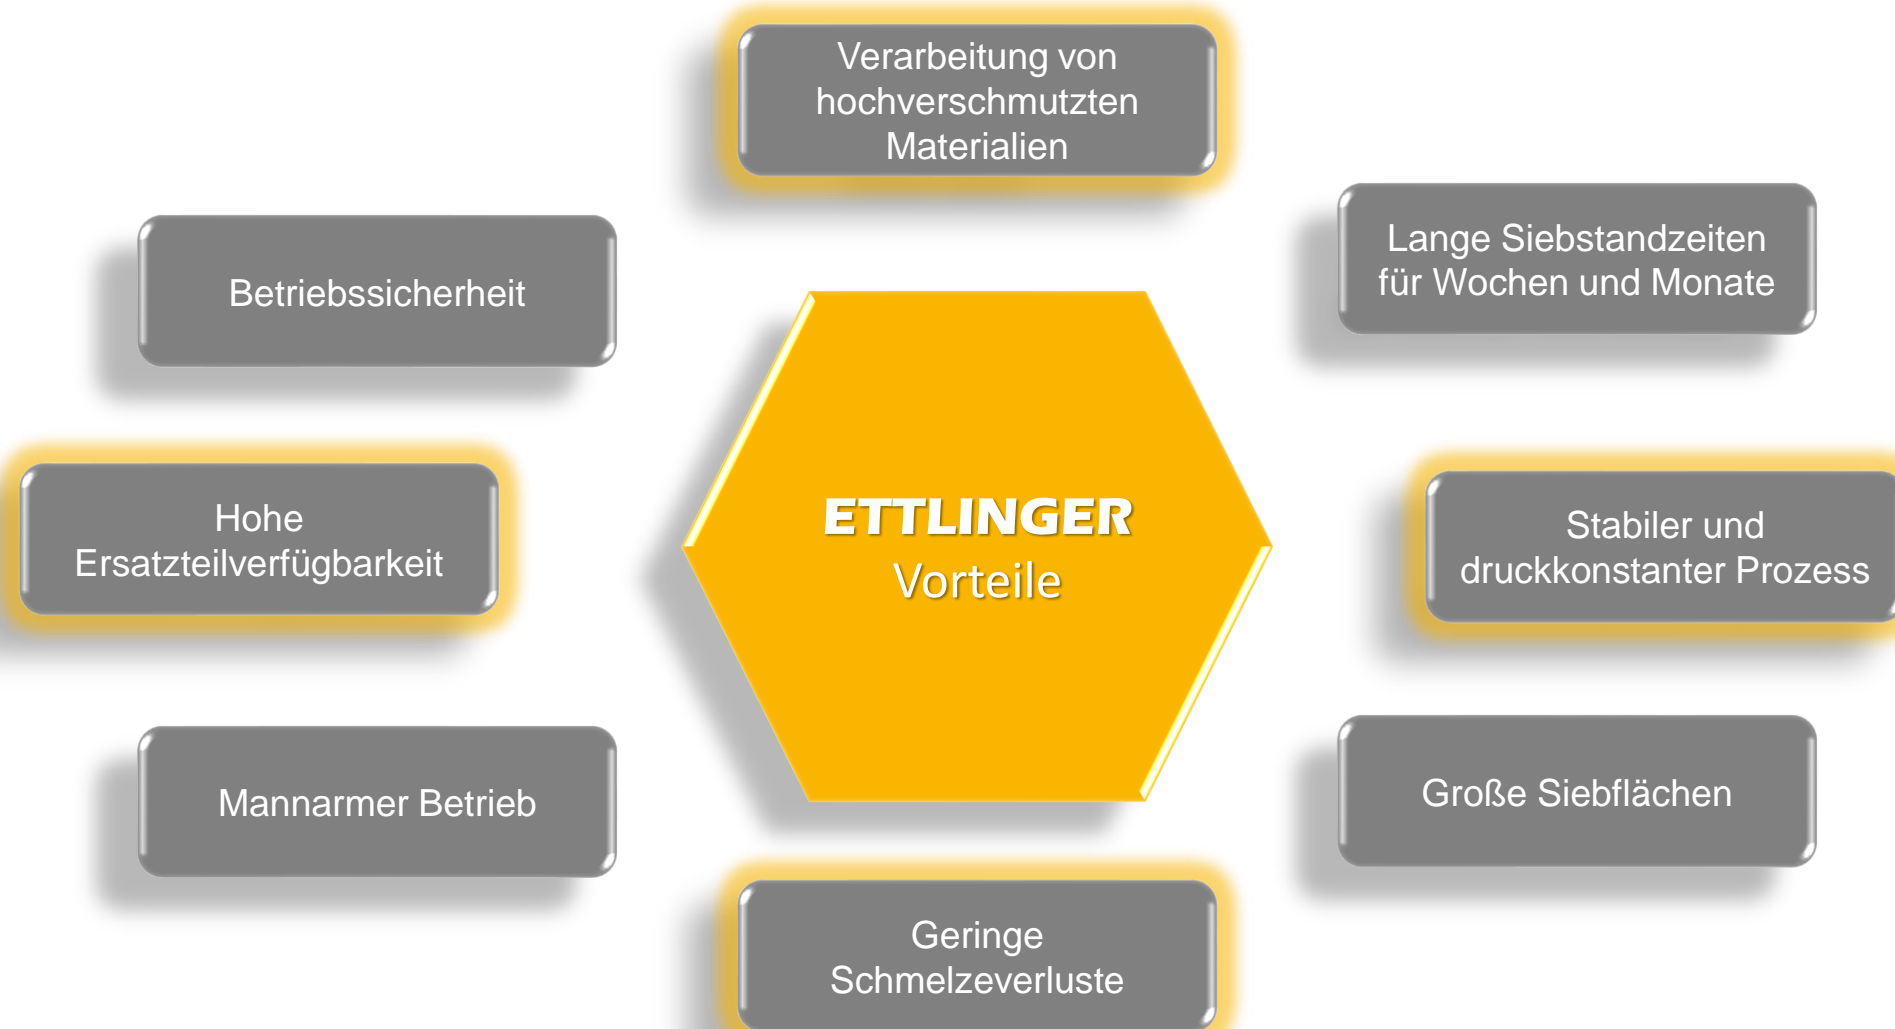 Verarbeitung von
hochverschmutzten
Materialien
Lange Siebstandzeiten
für Wochen und Monate
Betriebssicherheit
Hohe
Ersatzteilverfügbarkeit
ETTLINGER
Vorteile
Stabiler und
druckkonstanter Prozess
Mannarmer Betrieb
Große Siebflächen
Geringe
Schmelzeverluste